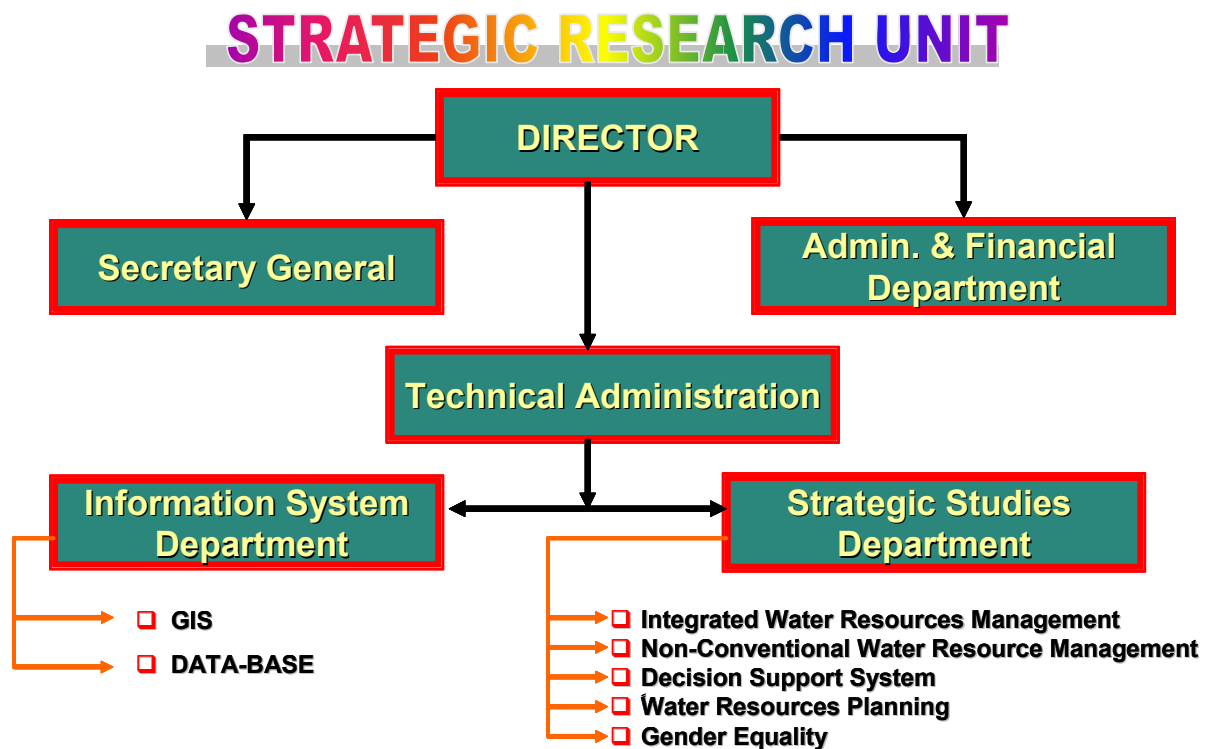 STRATEGIC RESEARCH UNIT
DIRECTOR
Secretary General
Admin. & Financial
Department
Technical Administration
Information System
Department
Strategic Studies
Department
GIS
DATA-BASE
Integrated Water Resources Management
Non-Conventional Water Resource Management
Decision Support System
Water Resources Planning
Gender Equality